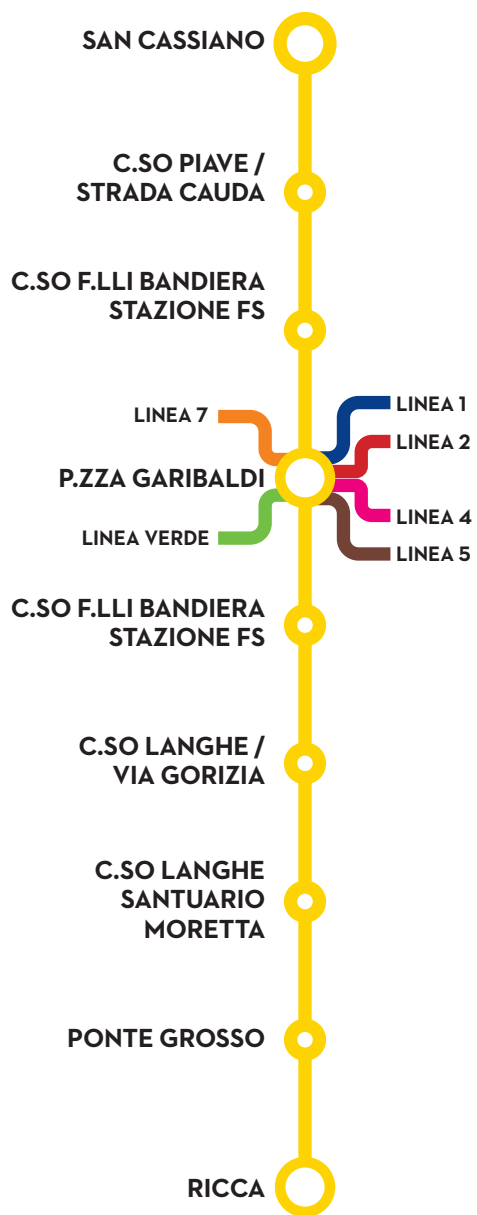 SAN CASSIANO
C.SO PIAVE /
STRADA CAUDA
C.SO F.LLI BANDIERA
STAZIONE FS
LINEA 7
LINEA 1
LINEA 2
P.ZZA GARIBALDI
LINEA 4
LINEA VERDE
LINEA 5
C.SO F.LLI BANDIERA
STAZIONE FS
C.SO LANGHE /
VIA GORIZIA
C.SO LANGHE
SANTUARIO
MORETTA
PONTE GROSSO
RICCA